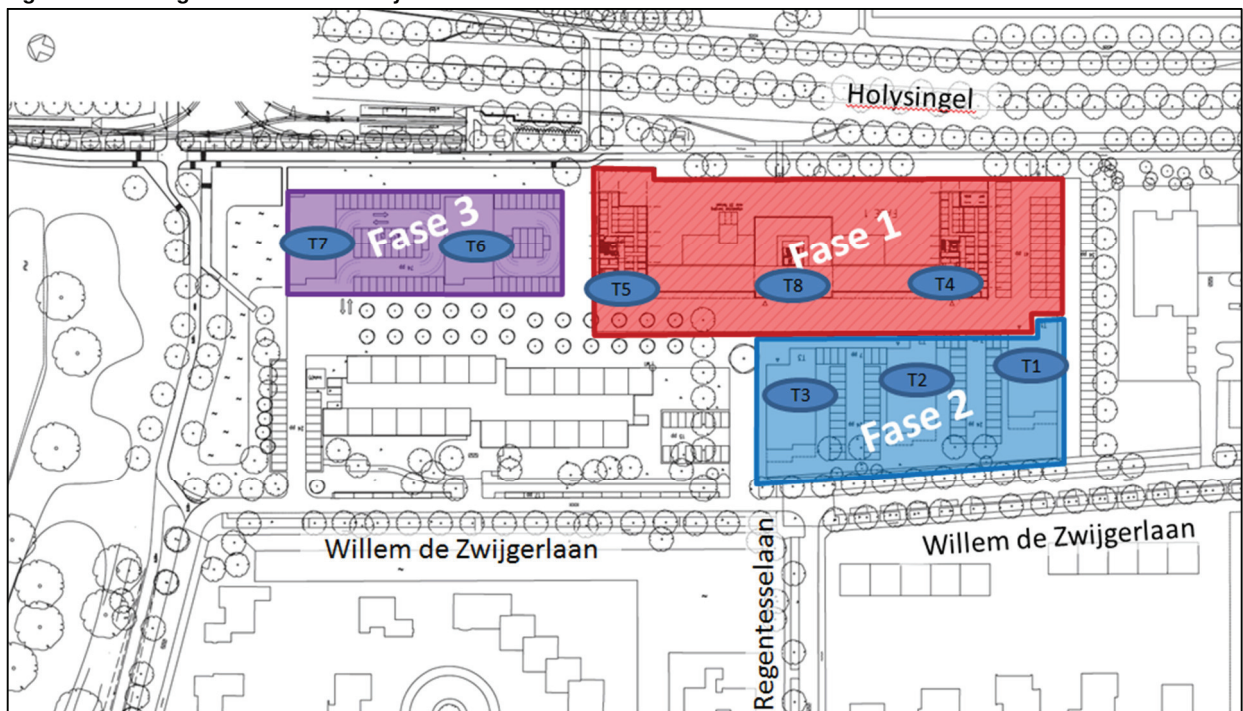 Holysingel
Fase 3
Fase 1
T7
T6
T5
T8
T4
T3
T2
T1
Fase 2
Willem de Zwijgerlaan
Willem de Zwijgerlaan
Regentesselaan